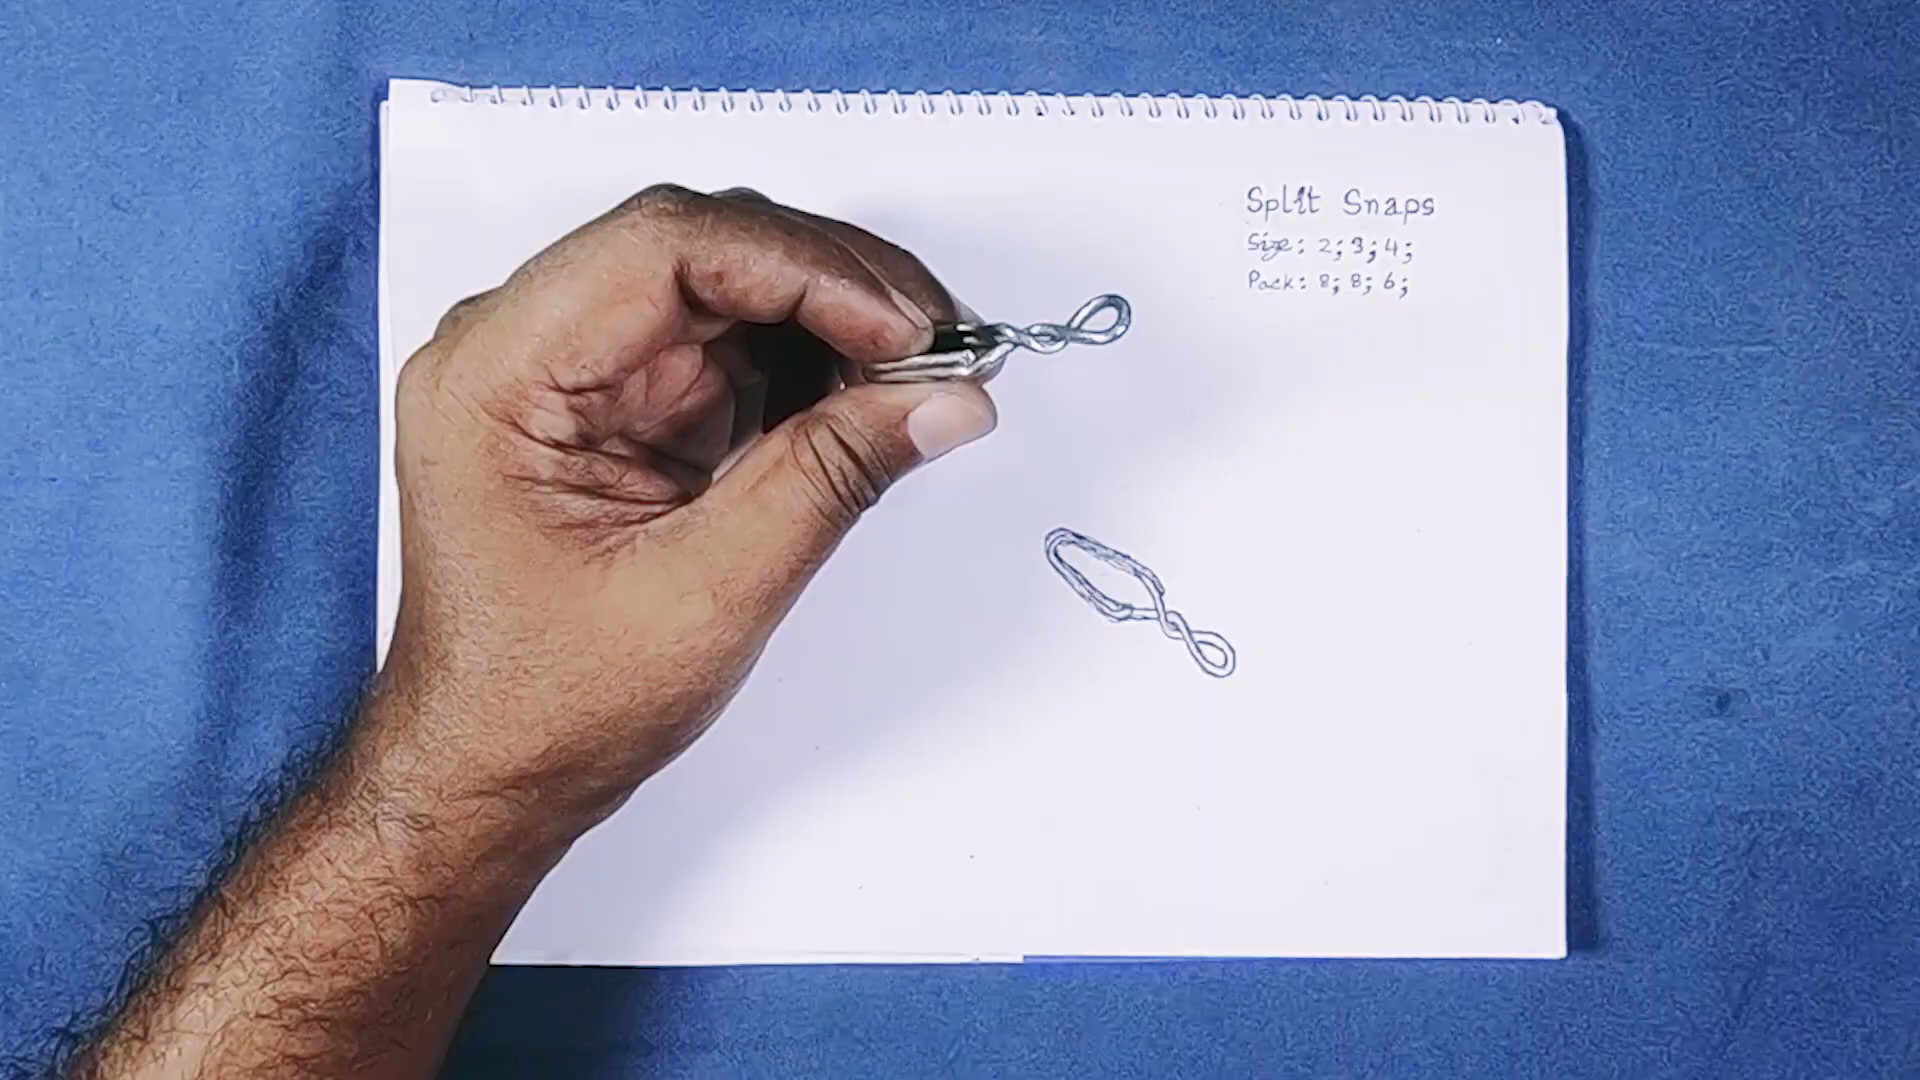 Split Snaps
Size: 2; 3; 4;
Pack: 8; 8; 6;